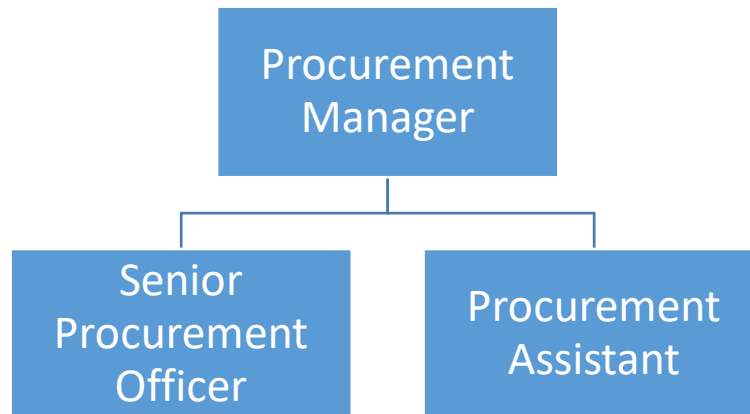 Procurement
Manager
Senior
Procurement
Officer
Procurement
Assistant